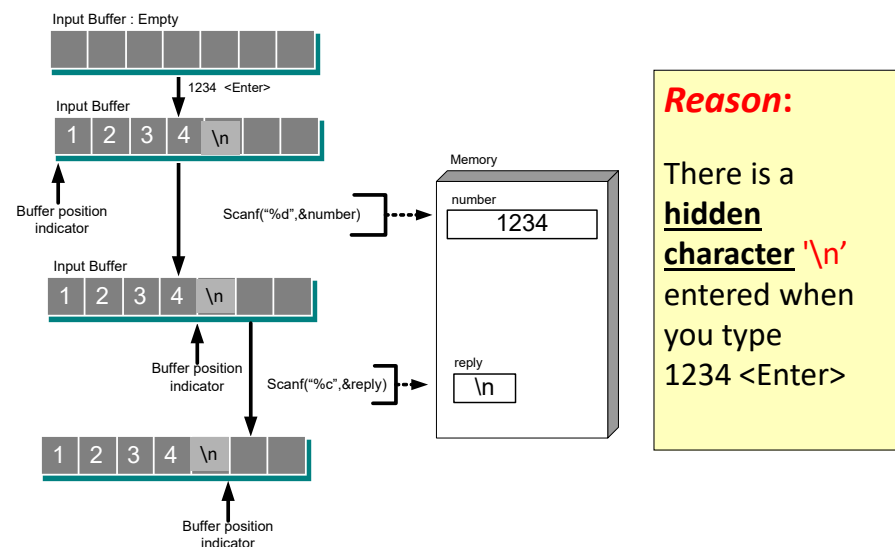 Input Buffer : Empty
1234 <Enter>
Input Buffer
1 2 3 4 \n
Buffer position
indicator
Scanf("%d",&number)
Memory
number
1234
Input Buffer
1 2 3 4 \n
Buffer position
indicator
Scanf("%c",&reply)
reply
\n
1 2 3 4 \n
Buffer position
indicator
Reason:
There is a
hidden
character '\n’
entered when
you type
1234 <Enter>